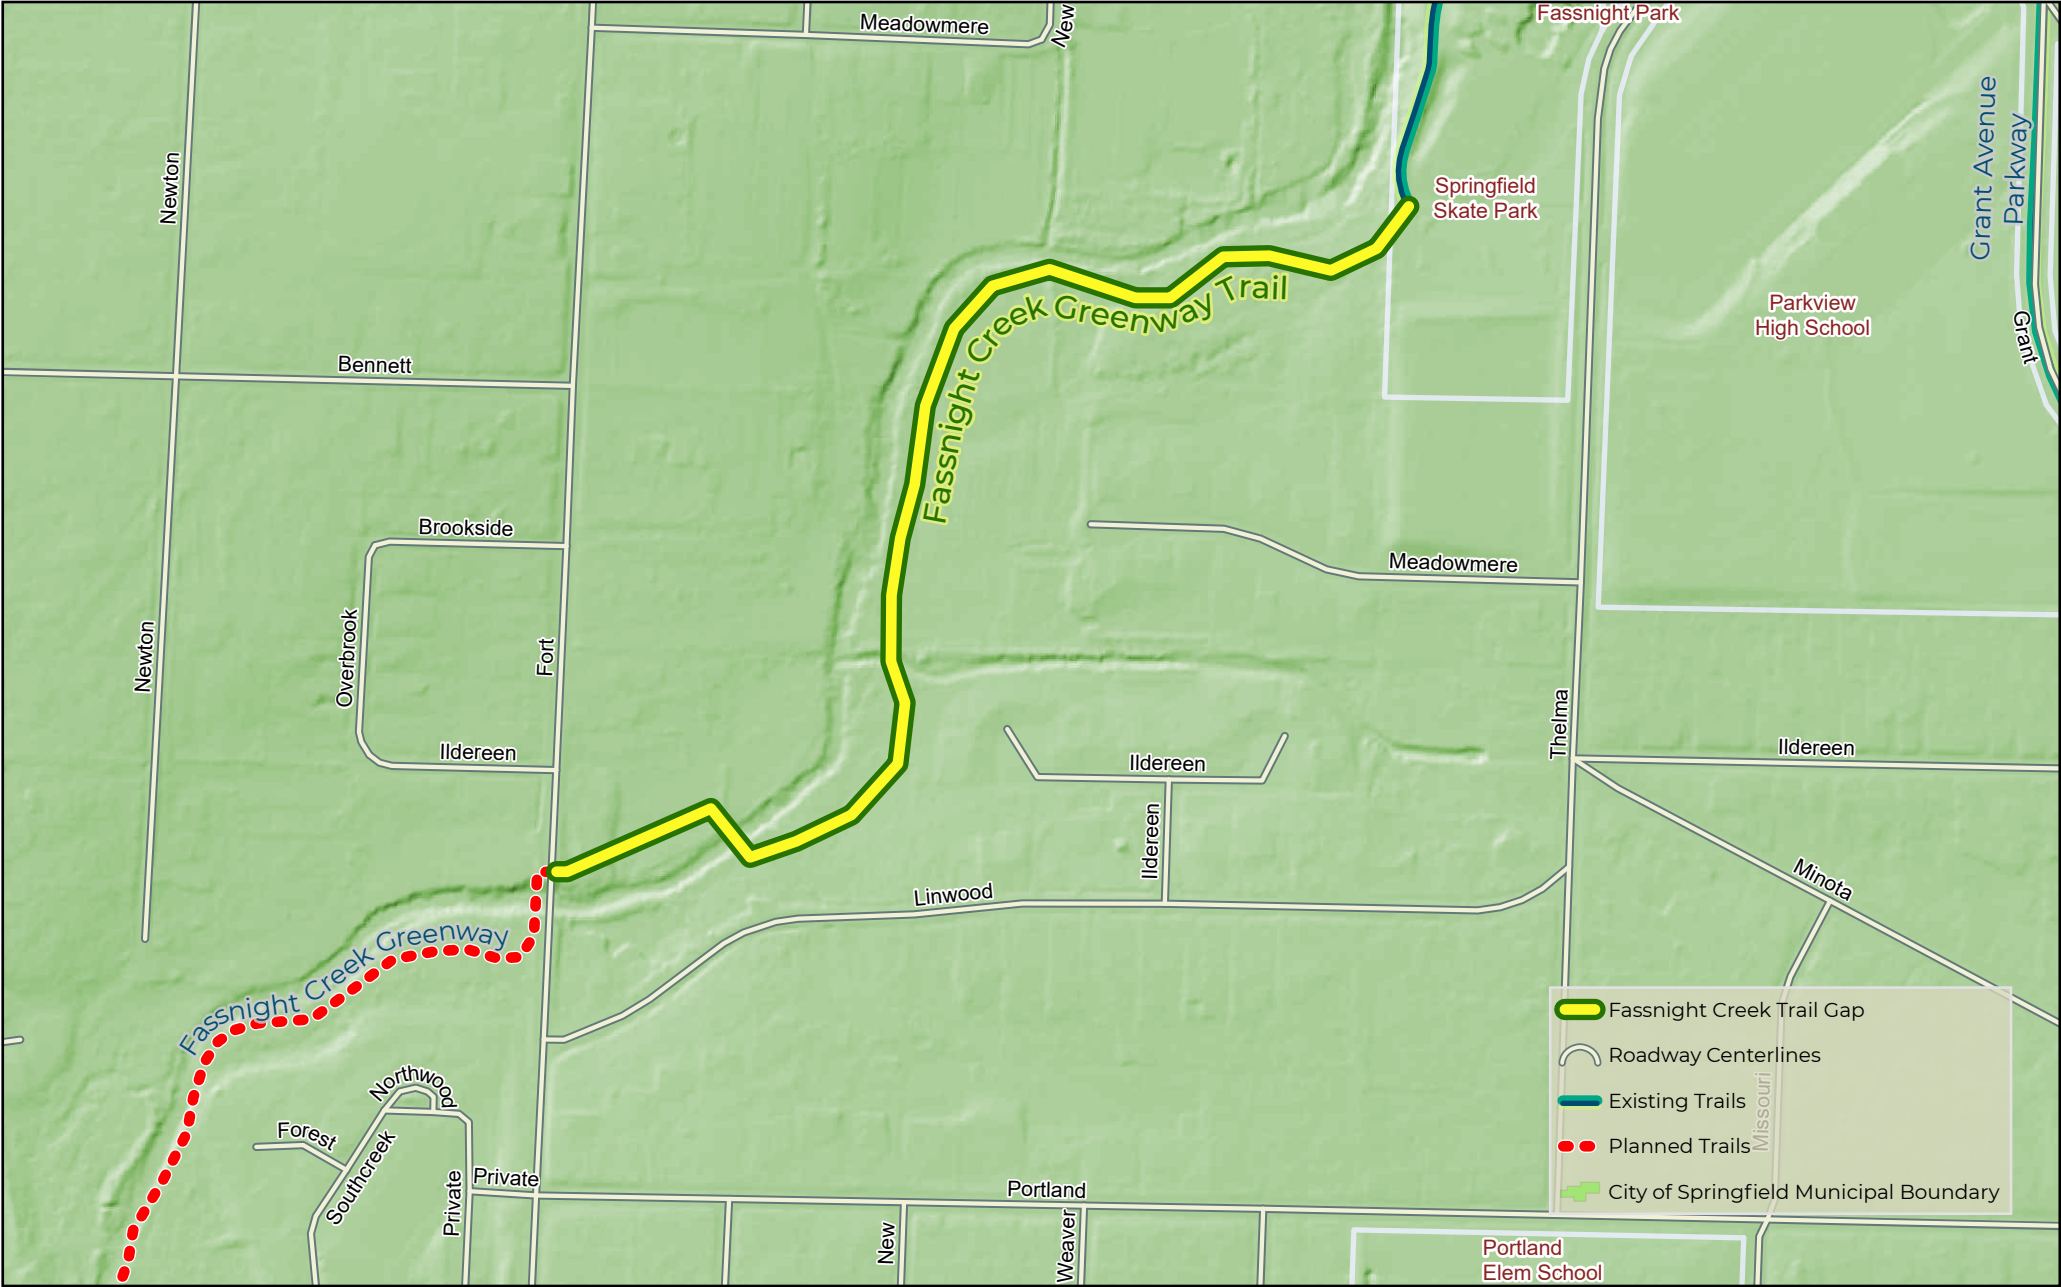 Meadowmere
New
Fassnight Park
Newton
Springfield
Skate Park
Grant Avenue
Parkway
Parkview
High School
Grant
Fassnight Creek Greenway Trail
Bennett
Brookside
Meadowmere
Newton
Overbrook
Fort
Ildereen
Ildereen
Ildereen
Thelma
Ildereen
Linwood
Minota
Fassnight Creek Greenway
Northwood
Forest
Southcreek
Private
Private
Portland
New
Weaver
Missouri
Portland
Elem School
Fassnight Creek Trail Gap
Roadway Centerlines
Existing Trails
Planned Trails
City of Springfield Municipal Boundary